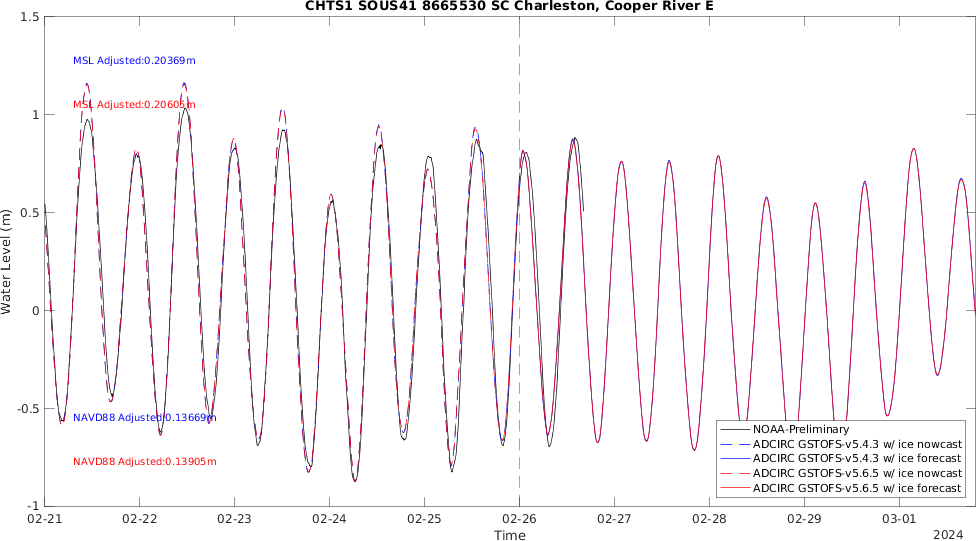 CHTS1 SOUS41 8665530 SC Charleston, Cooper River E
1.5
MSL Adjusted:0.20369m
MSL Adjusted:0.20605m
1
0.5
Water Level (m)
0
-0.5
NAVD88 Adjusted:0.13669m
NAVD88 Adjusted:0.13905m
-1
NOAA-Preliminary
ADCIRC GSTOFS-v5.4.3 w/ ice nowcast
ADCIRC GSTOFS-v5.4.3 w/ ice forecast
ADCIRC GSTOFS-v5.6.5 w/ ice nowcast
ADCIRC GSTOFS-v5.6.5 w/ ice forecast
02-21 02-22 02-23 02-24 02-25 02-26 02-27 02-28 02-29 03-01
Time
2024